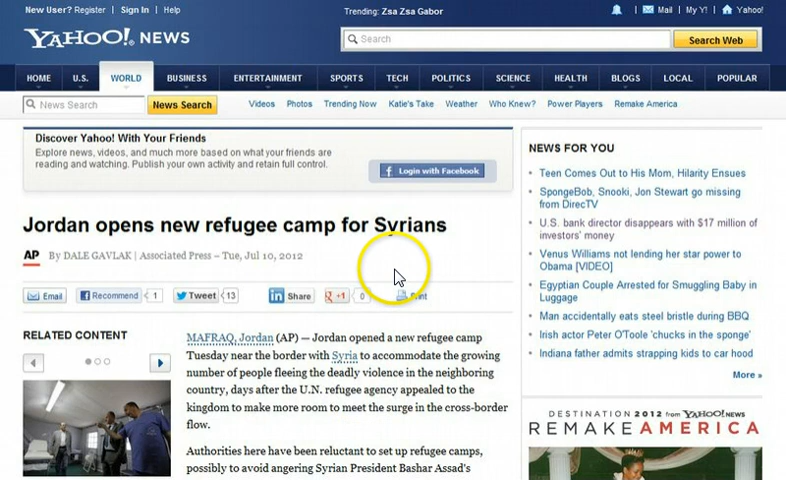 New User? Register | Sign In | Help
Trending: Zsa Zsa Gabor
Mail | My Y! | Yahoo!
YAHOO! NEWS
Search
Search Web
HOME U.S. WORLD BUSINESS ENTERTAINMENT SPORTS TECH POLITICS SCIENCE HEALTH BLOGS LOCAL POPULAR
News Search
News Search
Videos Photos Trending Now Katie's Take Weather Who Knew? Power Players Remake America
Discover Yahoo! With Your Friends
Explore news, videos, and much more based on what your friends are
reading and watching. Publish your own activity and retain full control.
f Login with Facebook
Jordan opens new refugee camp for Syrians
AP By DALE GAVLAK | Associated Press – Tue, Jul 10, 2012
Email
Recommend 1
Tweet 13
in Share
g +1 0
Print
RELATED CONTENT
MAFRAQ, Jordan (AP) — Jordan opened a new refugee camp
Tuesday near the border with Syria to accommodate the growing
number of people fleeing the deadly violence in the neighboring
country, days after the U.N. refugee agency appealed to the
kingdom to make more room to meet the surge in the cross-border
flow.
Authorities here have been reluctant to set up refugee camps,
possibly to avoid angering Syrian President Bashar Assad's
NEWS FOR YOU
Teen Comes Out to His Mom, Hilarity Ensues
SpongeBob, Snooki, Jon Stewart go missing
from DirecTV
U.S. bank director disappears with $17 million of
investors' money
Venus Williams not lending her star power to
Obama [VIDEO]
Egyptian Couple Arrested for Smuggling Baby in
Luggage
Man accidentally eats steel bristle during BBQ
Irish actor Peter O'Toole 'chucks in the sponge'
Indiana father admits strapping kids to car hood
More »
DESTINATION 2012 from YAHOO! NEWS
REMAKE AMERICA